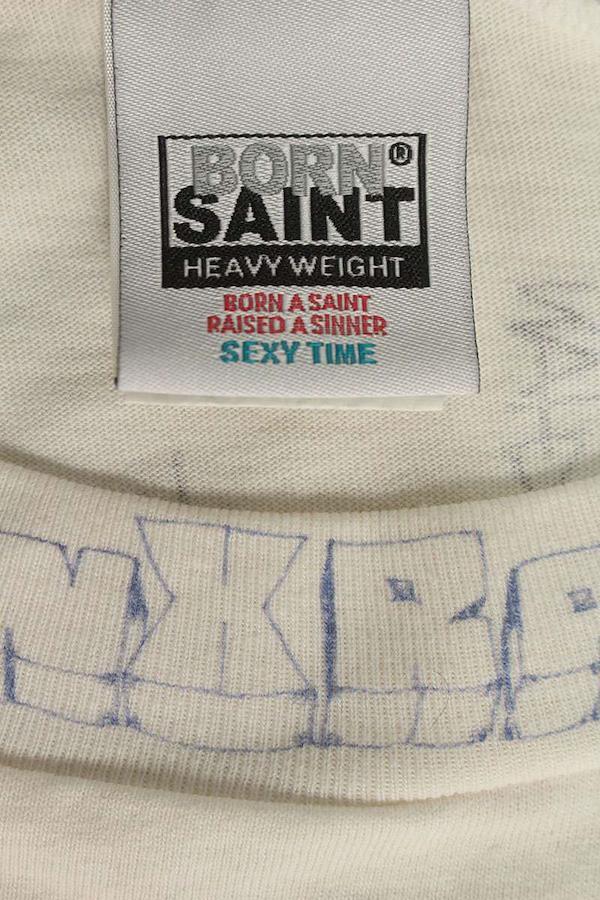 BORN®
SAINT
HEAVY WEIGHT
BORN A SAINT
RAISED A SINNER
SEXY TIME